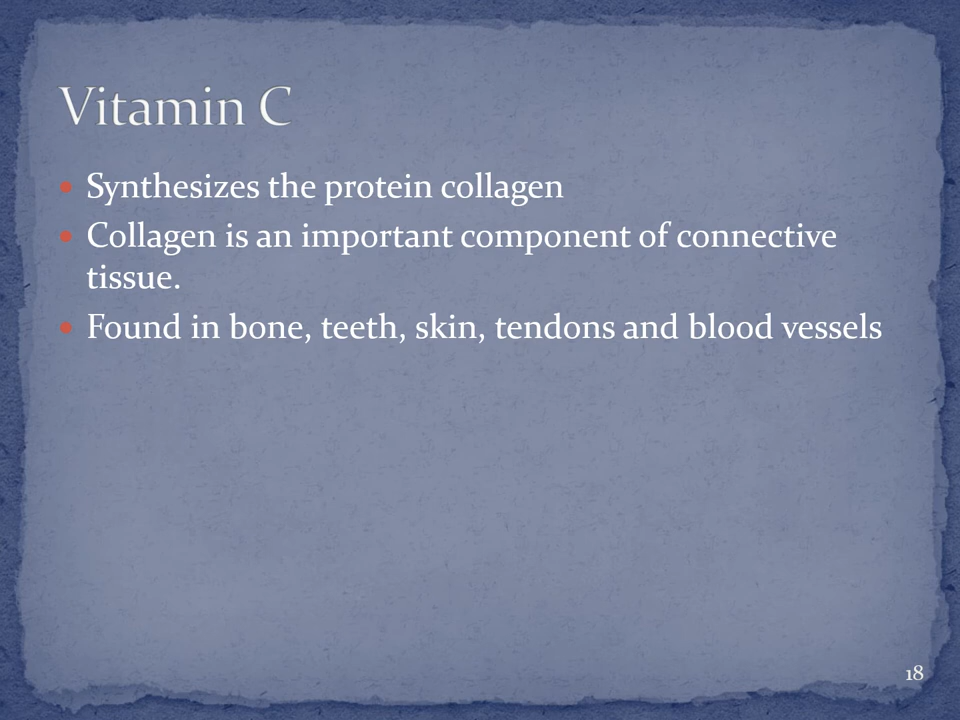 Vitamin C
• Synthesizes the protein collagen
• Collagen is an important component of connective
tissue.
• Found in bone, teeth, skin, tendons and blood vessels
18